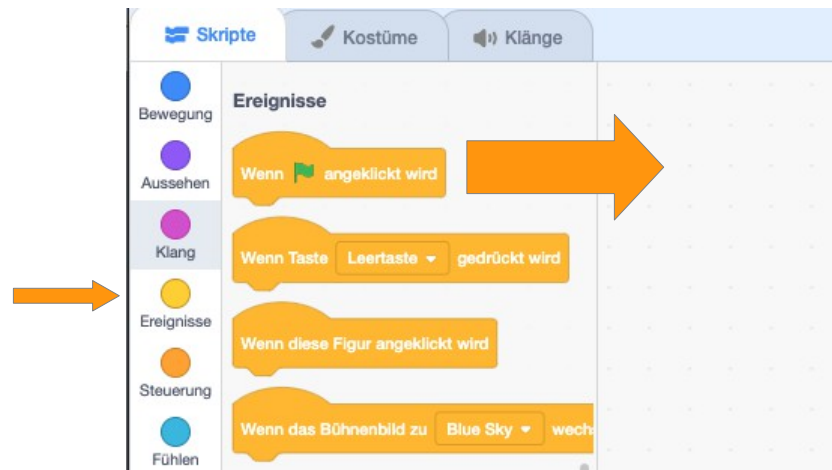 Skripte
Kostüme
Klänge
Bewegung
Aussehen
Klang
Ereignisse
Steuerung
Fühlen
Ereignisse
Wenn angeklickt wird
Wenn Taste Leertaste gedrückt wird
Wenn diese Figur angeklickt wird
Wenn das Bühnenbild zu Blue Sky wech